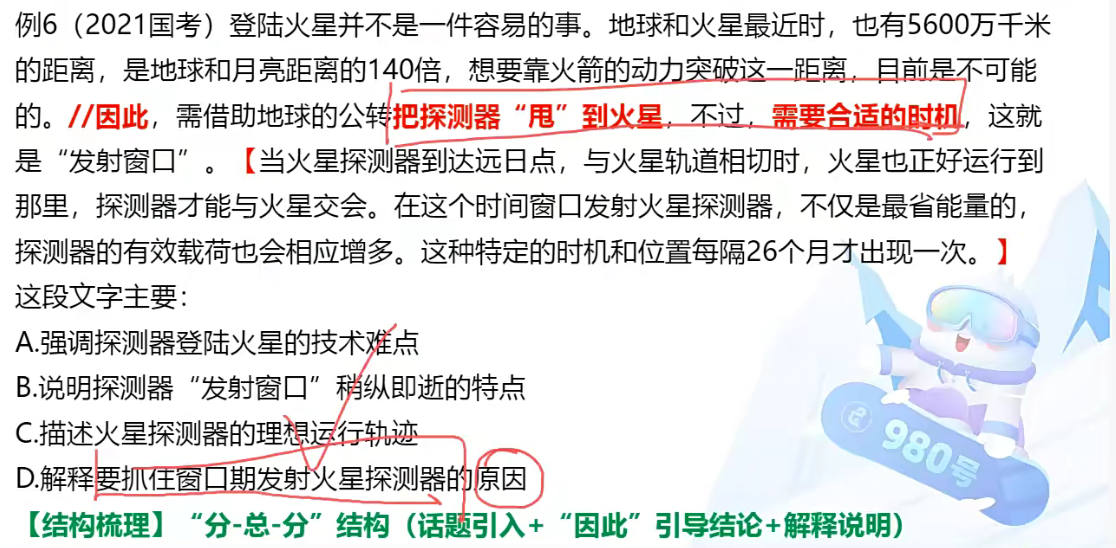 例6（2021国考）登陆火星并不是一件容易的事。地球和火星最近时，也有5600万千米
的距离，是地球和月亮距离的140倍，想要靠火箭的动力突破这一距离，目前是不可能
的。//因此，需借助地球的公转把探测器“甩”到火星，不过，需要合适的时机，这就
是“发射窗口”。【当火星探测器到达远日点，与火星轨道相切时，火星也正好运行到
那里，探测器才能与火星交会。在这个时间窗口发射火星探测器，不仅是最省能量的，
探测器的有效载荷也会相应增多。这种特定的时机和位置每隔26个月才出现一次。】
这段文字主要：
A.强调探测器登陆火星的技术难点
B.说明探测器“发射窗口”稍纵即逝的特点
C.描述火星探测器的理想运行轨迹
D.解释要抓住窗口期发射火星探测器的原因
980号
【结构梳理】“分-总-分”结构（话题引入+“因此”引导结论+解释说明）